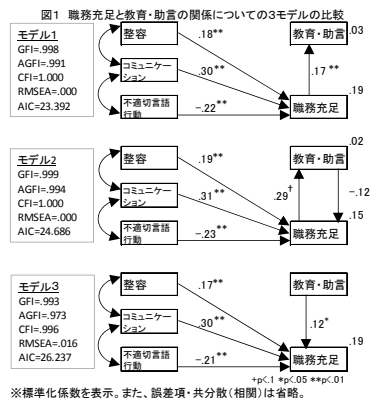 図1 職務充足と教育・助言の関係についての3モデルの比較
モデル1
GFI=.998
AGFI=.991
CFI=1.000
RMSEA=.000
AIC=23.392
整容
コミュニケー
ション
不適切言語
行動
.18**
.30**
-.22**
教育・助言
.03
.17**
.19
職務充足
モデル2
GFI=.999
AGFI=.994
CFI=1.000
RMSEA=.000
AIC=24.686
整容
コミュニケー
ション
不適切言語
行動
.19**
.31**
-.23**
.02
教育・助言
.29†
-.12
.15
職務充足
モデル3
GFI=.993
AGFI=.973
CFI=.996
RMSEA=.016
AIC=26.237
整容
コミュニケー
ション
不適切言語
行動
.17**
.30**
-.21**
教育・助言
.12*
.19
職務充足
+p<.1 *p<.05 **p<.01
※標準化係数を表示。また、誤差項・共分散(相関)は省略。